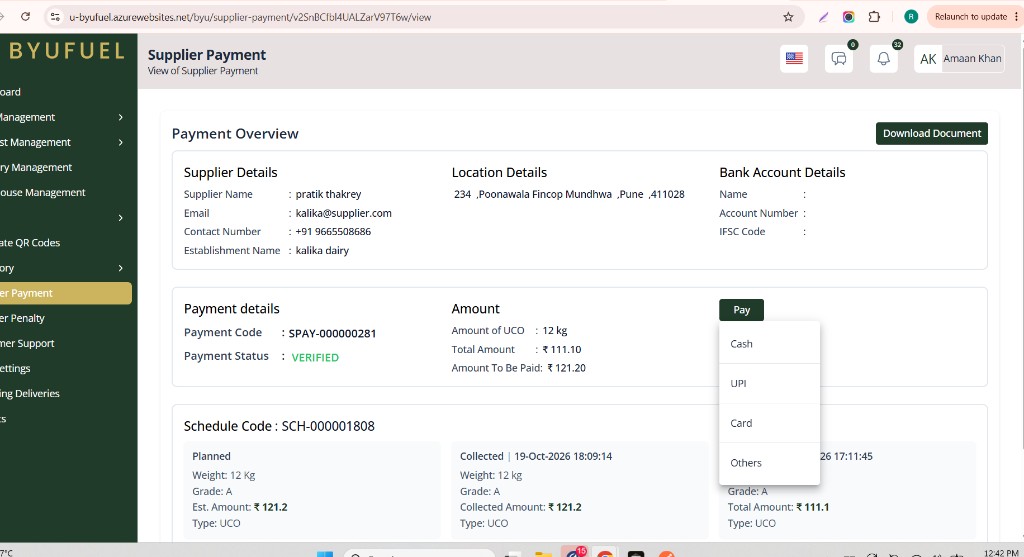 u-byufuel.azurewebsites.net/byu/supplier-payment/v2SnBCfbl4UALZarV97T6w/view
R
Relaunch to update
BYUFUEL
Supplier Payment
View of Supplier Payment
0
32
AK Amaan Khan
oard
Management
st Management
ry Management
ouse Management
ate QR Codes
ory
er Payment
er Penalty
mer Support
ettings
ing Deliveries
ts
Payment Overview
Download Document
Supplier Details
Supplier Name : pratik thakrey
Email : kalika@supplier.com
Contact Number : +91 9665508686
Establishment Name : kalika dairy
Location Details
234 ,Poonawala Fincop Mundhwa ,Pune ,411028
Bank Account Details
Name :
Account Number :
IFSC Code :
Payment details
Payment Code : SPAY-000000281
Payment Status : VERIFIED
Amount
Amount of UCO : 12 kg
Total Amount : ₹ 111.10
Amount To Be Paid: ₹ 121.20
Pay
Cash
UPI
Card
Others
Schedule Code : SCH-000001808
Planned
Weight: 12 Kg
Grade: A
Est. Amount: ₹ 121.2
Type: UCO
Collected | 19-Oct-2026 18:09:14
Weight: 12 kg
Grade: A
Collected Amount: ₹ 121.2
Type: UCO
26 17:11:45
Grade: A
Total Amount: ₹ 111.1
Type: UCO
7°C
15
12:42 PM